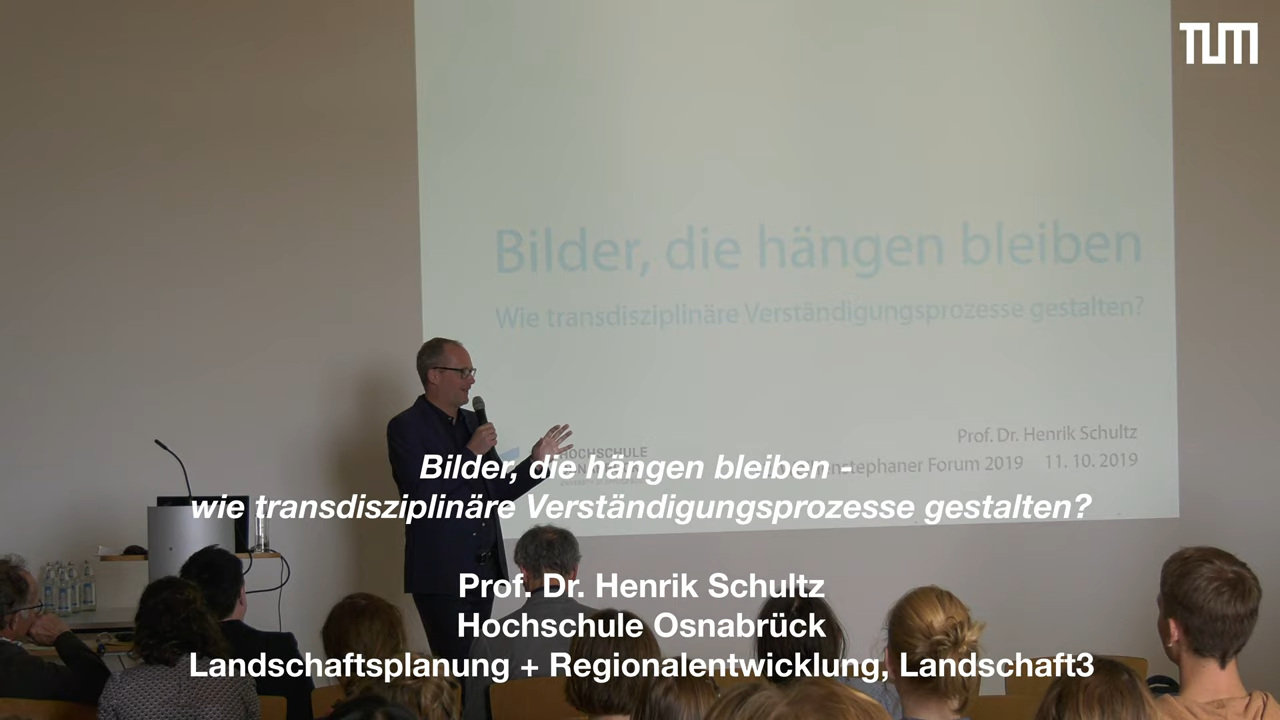 TUM
Bilder, die hängen bleiben
Wie transdisziplinäre Verständigungsprozesse gestalten?
Prof. Dr. Henrik Schultz
Forum 2019 11. 10. 2019
HOCHSCHULE
Bilder, die hängen bleiben -
wie transdisziplinäre Verständigungsprozesse gestalten?
Prof. Dr. Henrik Schultz
Hochschule Osnabrück
Landschaftsplanung + Regionalentwicklung, Landschaft3